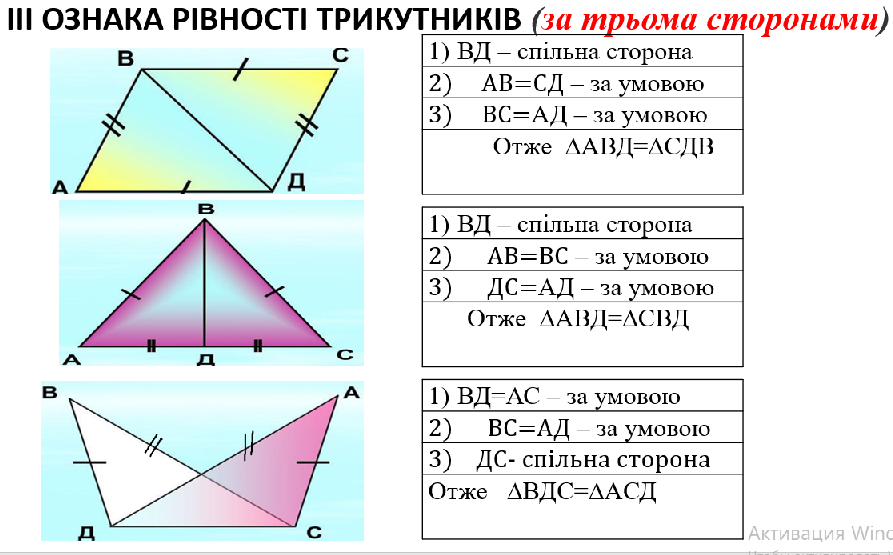 ІІІ ОЗНАКА РІВНОСТІ ТРИКУТНИКІВ (за трьома сторонами)
В
С
А
Д
1) ВД – спільна сторона
2) АВ=СД – за умовою
3) ВС=АД – за умовою
Отже ΔАВД=ΔСДВ
В
А
Д
С
1) ВД – спільна сторона
2) АВ=ВС – за умовою
3) ДС=АД – за умовою
Отже ΔАВД=ΔСВД
В
А
Д
С
1) ВД=АС – за умовою
2) ВС=АД – за умовою
3) ДС- спільна сторона
Отже ΔВДС=ΔАСД
Активация Winc